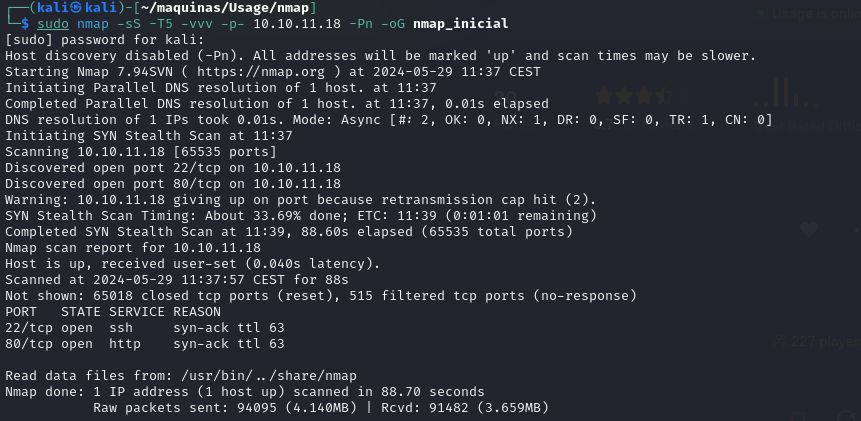 ┌──(kali㉿kali)-[~/maquinas/Usage/nmap]
└─$ sudo nmap -sS -T5 -vvv -p- 10.10.11.18 -Pn -oG nmap_inicial
[sudo] password for kali:
Host discovery disabled (-Pn). All addresses will be marked 'up' and scan times may be slower.
Starting Nmap 7.94SVN ( https://nmap.org ) at 2024-05-29 11:37 CEST
Initiating Parallel DNS resolution of 1 host. at 11:37
Completed Parallel DNS resolution of 1 host. at 11:37, 0.01s elapsed
DNS resolution of 1 IPs took 0.01s. Mode: Async [#: 2, OK: 0, NX: 1, DR: 0, SF: 0, TR: 1, CN: 0]
Initiating SYN Stealth Scan at 11:37
Scanning 10.10.11.18 [65535 ports]
Discovered open port 22/tcp on 10.10.11.18
Discovered open port 80/tcp on 10.10.11.18
Warning: 10.10.11.18 giving up on port because retransmission cap hit (2).
SYN Stealth Scan Timing: About 33.69% done; ETC: 11:39 (0:01:01 remaining)
Completed SYN Stealth Scan at 11:39, 88.60s elapsed (65535 total ports)
Nmap scan report for 10.10.11.18
Host is up, received user-set (0.040s latency).
Scanned at 2024-05-29 11:37:57 CEST for 88s
Not shown: 65018 closed tcp ports (reset), 515 filtered tcp ports (no-response)
PORT   STATE SERVICE REASON
22/tcp open  ssh     syn-ack ttl 63
80/tcp open  http    syn-ack ttl 63
227 player
Read data files from: /usr/bin/../share/nmap
Nmap done: 1 IP address (1 host up) scanned in 88.70 seconds
Raw packets sent: 94095 (4.140MB) | Rcvd: 91482 (3.659MB)